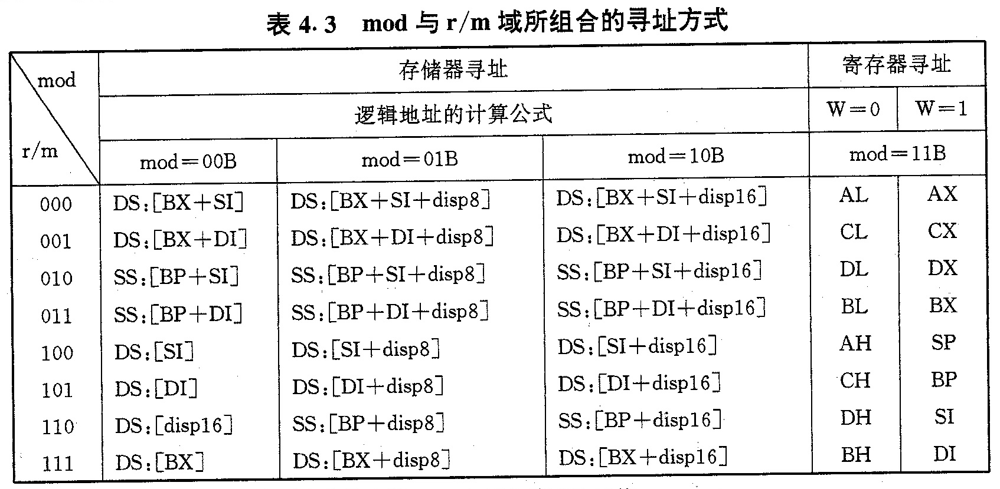 表 4.3 mod 与 r/m 域所组合的寻址方式
mod 存储器寻址 寄存器寻址
逻辑地址的计算公式 W=0 W=1
r/m mod=00B mod=01B mod=10B mod=11B
000 DS:[BX+SI] DS:[BX+SI+disp8] DS:[BX+SI+disp16] AL AX
001 DS:[BX+DI] DS:[BX+DI+disp8] DS:[BX+DI+disp16] CL CX
010 SS:[BP+SI] SS:[BP+SI+disp8] SS:[BP+SI+disp16] DL DX
011 SS:[BP+DI] SS:[BP+DI+disp8] SS:[BP+DI+disp16] BL BX
100 DS:[SI] DS:[SI+disp8] DS:[SI+disp16] AH SP
101 DS:[DI] DS:[DI+disp8] DS:[DI+disp16] CH BP
110 DS:[disp16] SS:[BP+disp8] SS:[BP+disp16] DH SI
111 DS:[BX] DS:[BX+disp8] DS:[BX+disp16] BH DI